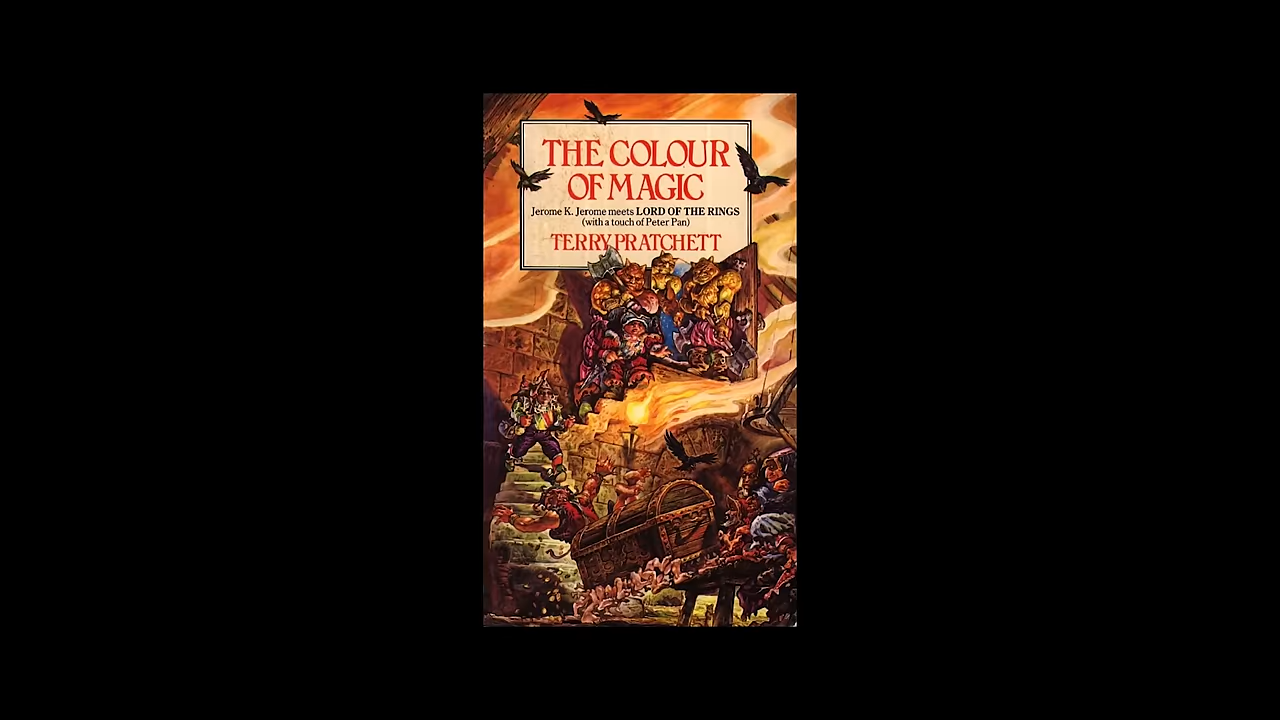 THE COLOUR
OF MAGIC
Jerome K. Jerome meets LORD OF THE RINGS
(with a touch of Peter Pan)
TERRY PRATCHETT